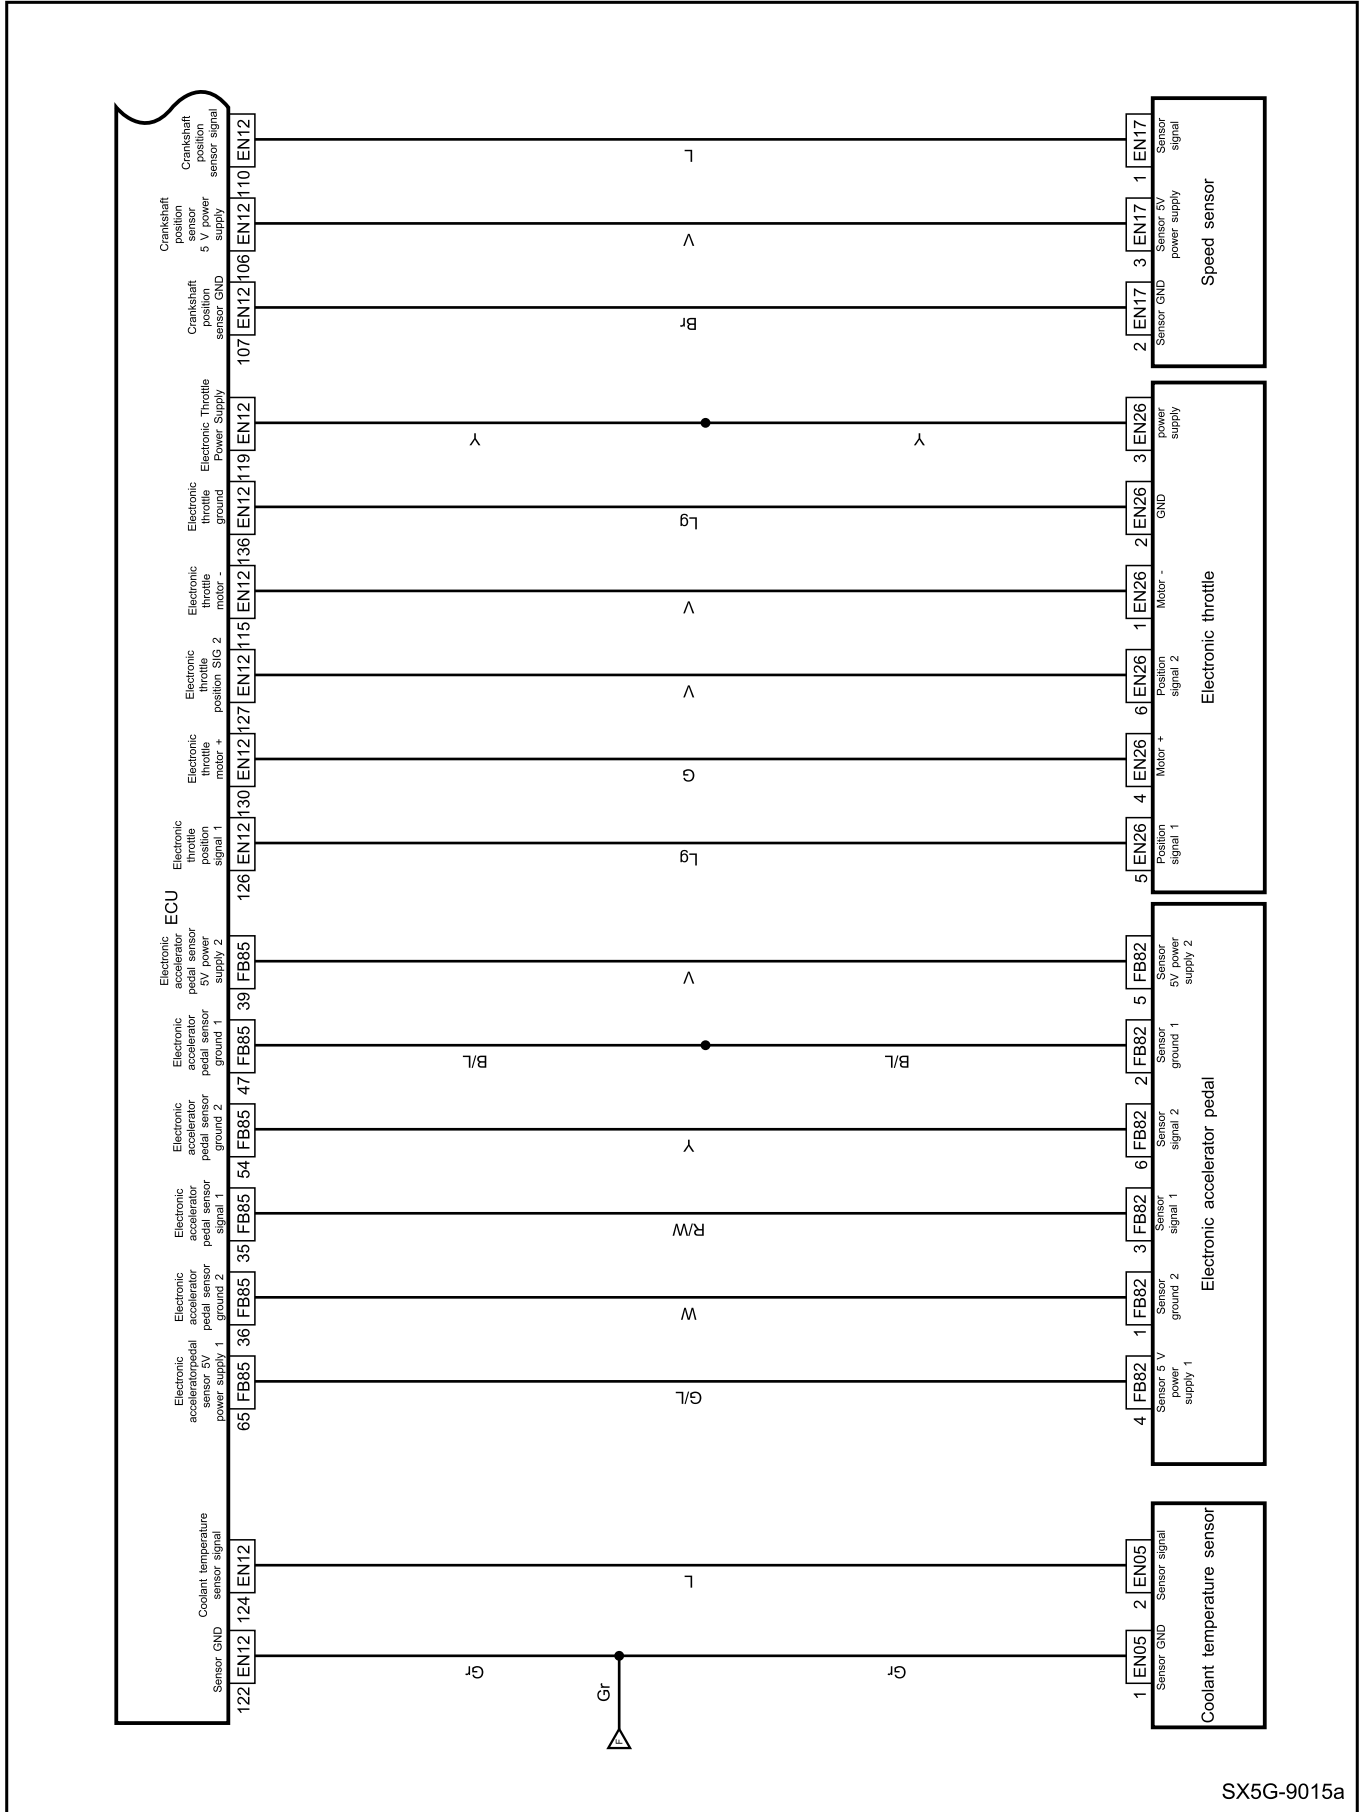 Crankshaft
position
sensor signal
EN12
110
L
EN17
1
Sensor
signal
Crankshaft
position
sensor
5 V power
supply
EN12
106
V
EN17
3
Sensor 5V
power supply
Crankshaft
position
sensor GND
EN12
107
Br
EN17
2
Sensor GND
Speed sensor
Electronic Throttle
Power Supply
EN12
119
Y
Y
EN26
3
power
supply
Electronic
throttle
ground
EN12
136
Lg
EN26
2
GND
Electronic
throttle
motor -
EN12
115
V
EN26
1
Motor -
Electronic
throttle
position SIG 2
EN12
127
V
EN26
6
Position
signal 2
Electronic
throttle
motor +
EN12
130
G
EN26
4
Motor +
Electronic
throttle
position
signal 1
EN12
126
Lg
EN26
5
Position
signal 1
Electronic throttle
ECU
Electronic
accelerator
pedal sensor
5V power
supply 2
FB85
39
V
FB82
5
Sensor
5V power
supply 2
Electronic
accelerator
pedal sensor
ground 1
FB85
47
B/L
B/L
FB82
2
Sensor
ground 1
Electronic
accelerator
pedal sensor
ground 2
FB85
54
Y
FB82
6
Sensor
signal 2
Electronic
accelerator
pedal sensor
signal 1
FB85
35
R/W
FB82
3
Sensor
signal 1
Electronic
accelerator
pedal sensor
ground 2
FB85
36
W
FB82
1
Sensor
ground 2
Electronic
acceleratorpedal
sensor 5V
power supply 1
FB85
65
G/L
FB82
4
Sensor 5 V
power
supply 1
Electronic accelerator pedal
Coolant temperature
sensor signal
EN12
124
L
EN05
2
Sensor signal
Sensor GND
EN12
122
Gr
Gr
Gr
F
EN05
1
Sensor GND
Coolant temperature sensor
SX5G-9015a